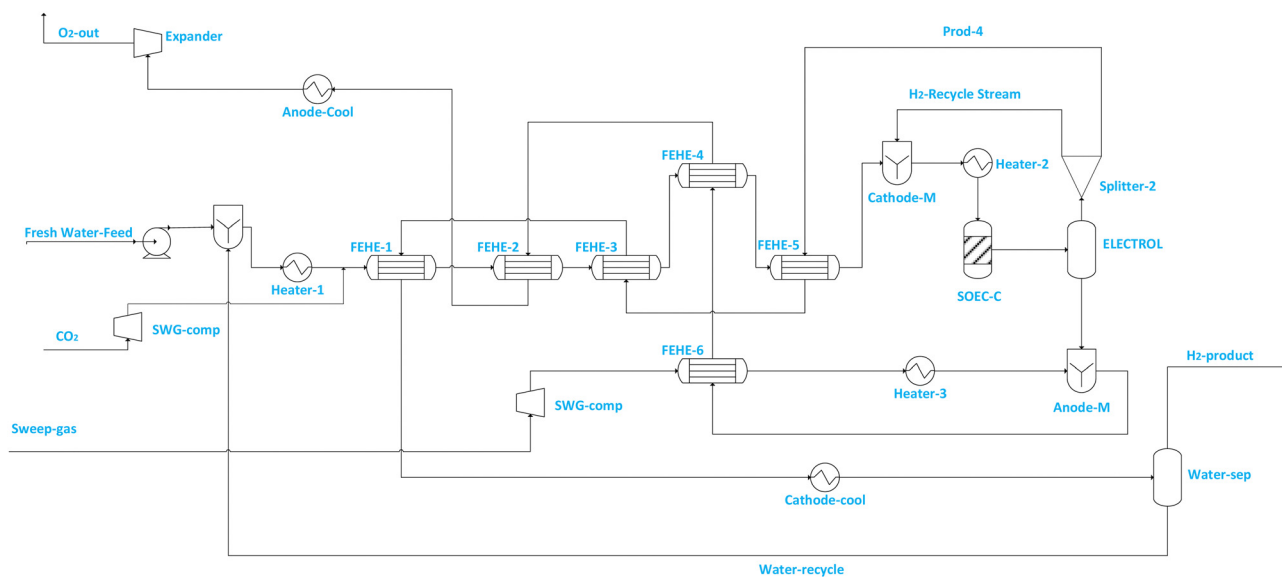 O2-out
Expander
Prod-4
H2-Recycle Stream
Anode-Cool
FEHE-4
Heater-2
Cathode-M
Splitter-2
Fresh Water-Feed
FEHE-1
FEHE-2
FEHE-3
FEHE-5
ELECTROL
Heater-1
SOEC-C
CO2
SWG-comp
FEHE-6
H2-product
Heater-3
SWG-comp
Anode-M
Sweep-gas
Water-sep
Cathode-cool
Water-recycle